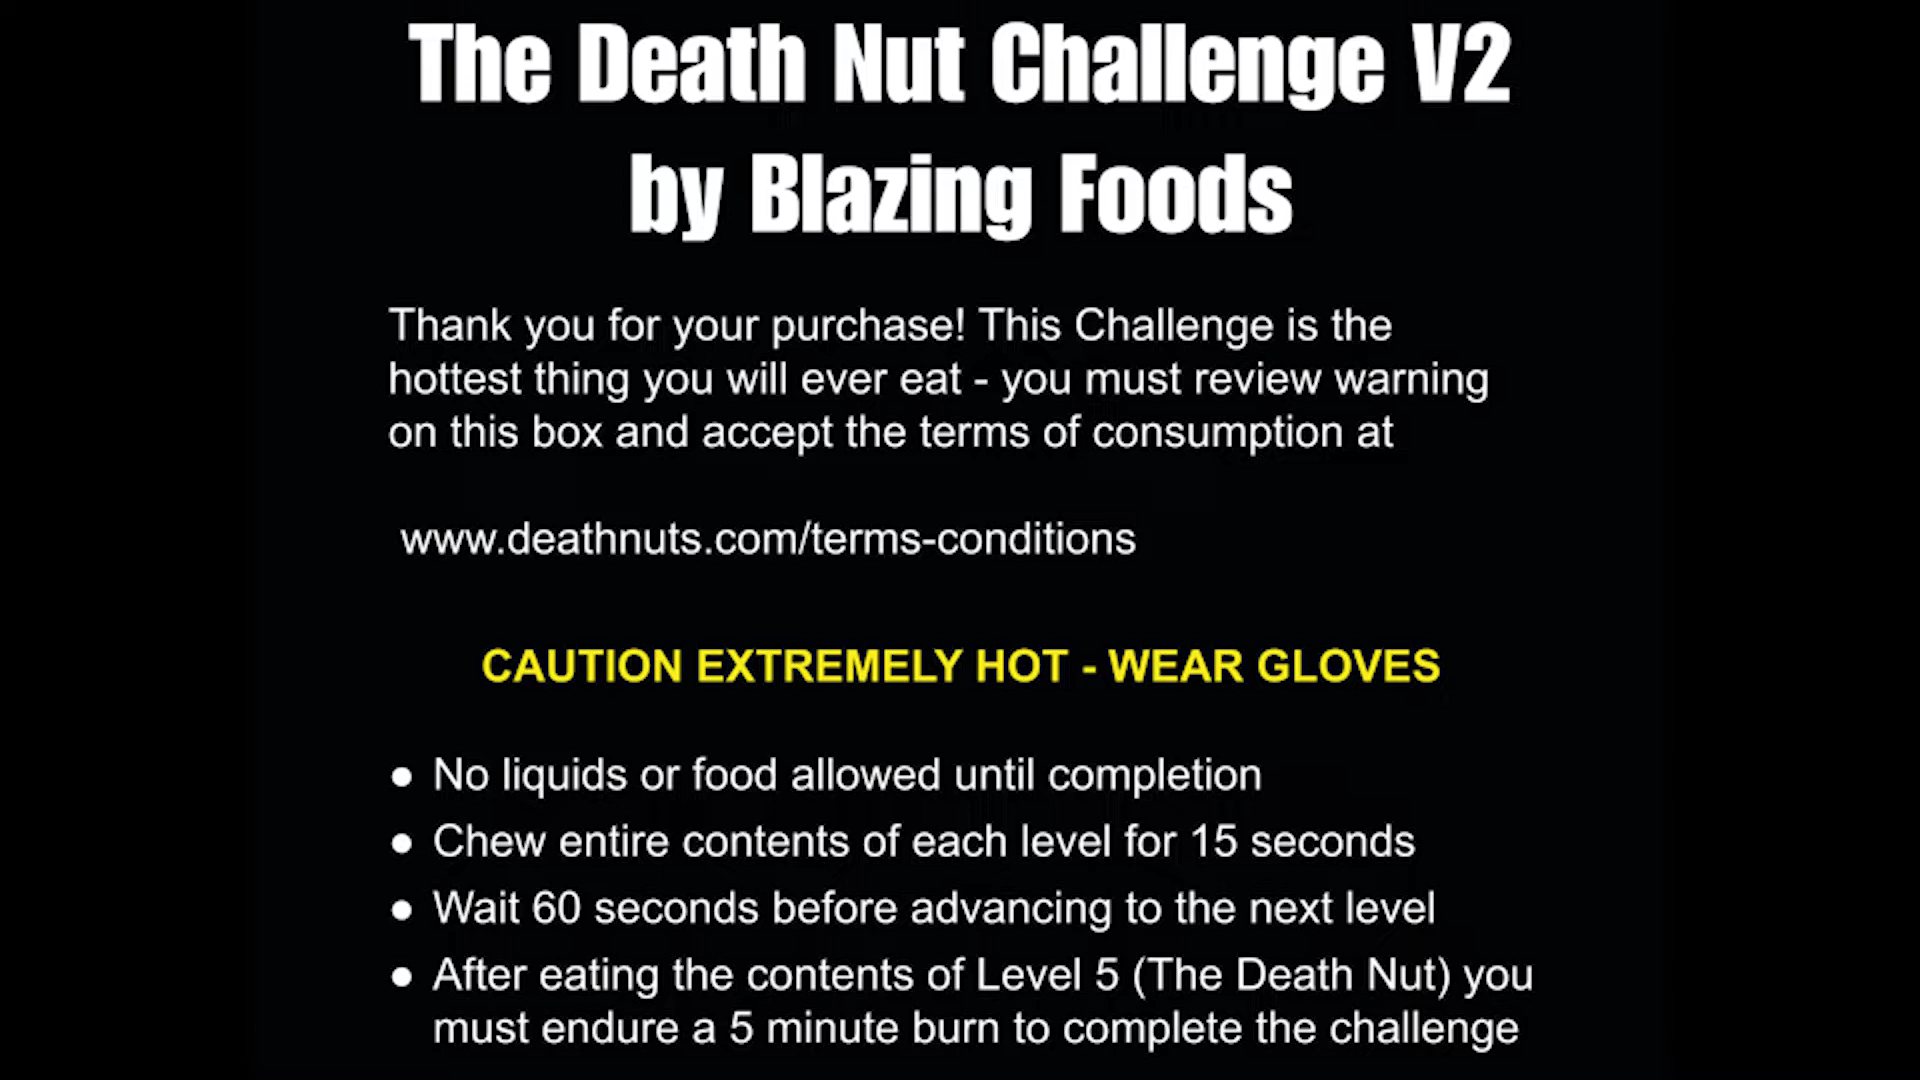 The Death Nut Challenge V2
by Blazing Foods
Thank you for your purchase! This Challenge is the
hottest thing you will ever eat - you must review warning
on this box and accept the terms of consumption at
www.deathnuts.com/terms-conditions
CAUTION EXTREMELY HOT - WEAR GLOVES
● No liquids or food allowed until completion
● Chew entire contents of each level for 15 seconds
● Wait 60 seconds before advancing to the next level
● After eating the contents of Level 5 (The Death Nut) you
must endure a 5 minute burn to complete the challenge